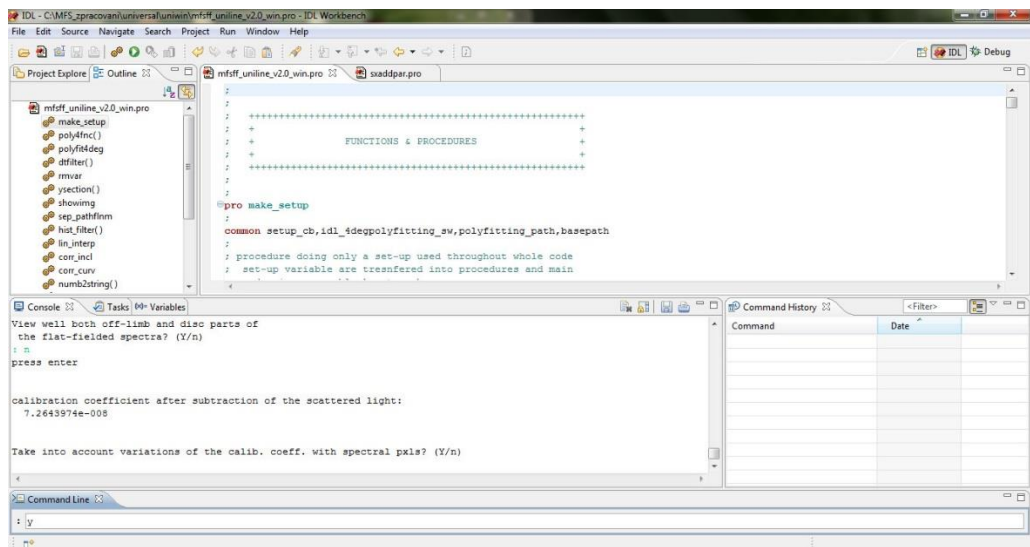 IDL - C:\MFS_zpracovani\universal\uniwin\mfsff_uniline_v2.0_win.pro - IDL Workbench
File Edit Source Navigate Search Project Run Window Help
IDL Debug
Project Explore Outline
mfsff_uniline_v2.0_win.pro sxaddpar.pro
mfsff_uniline_v2.0_win.pro
make_setup
poly4fnc()
polyfit4deg
dtfilter()
rmvar
ysection()
showimg
sep_pathflnm
hist_filter()
lin_interp
corr_incl
corr_curv
numb2string()
;
;
; ++++++++++++++++++++++++++++++++++++++++++++++++++++++++
; + +
; + FUNCTIONS & PROCEDURES +
; + +
; ++++++++++++++++++++++++++++++++++++++++++++++++++++++++
;
;
pro make_setup
;
common setup_cb,idl_4degpolyfitting_sw,polyfitting_path,basepath
;
; procedure doing only a set-up used throughout whole code
; set-up variable are tresnfered into procedures and main
Console Tasks Variables
View well both off-limb and disc parts of
the flat-fielded spectra? (Y/n)
: n
press enter
calibration coefficient after subtraction of the scattered light:
7.2643974e-008
Take into account variations of the calib. coeff. with spectral pxls? (Y/n)
Command History
<Filter>
Command Date
Command Line
: y